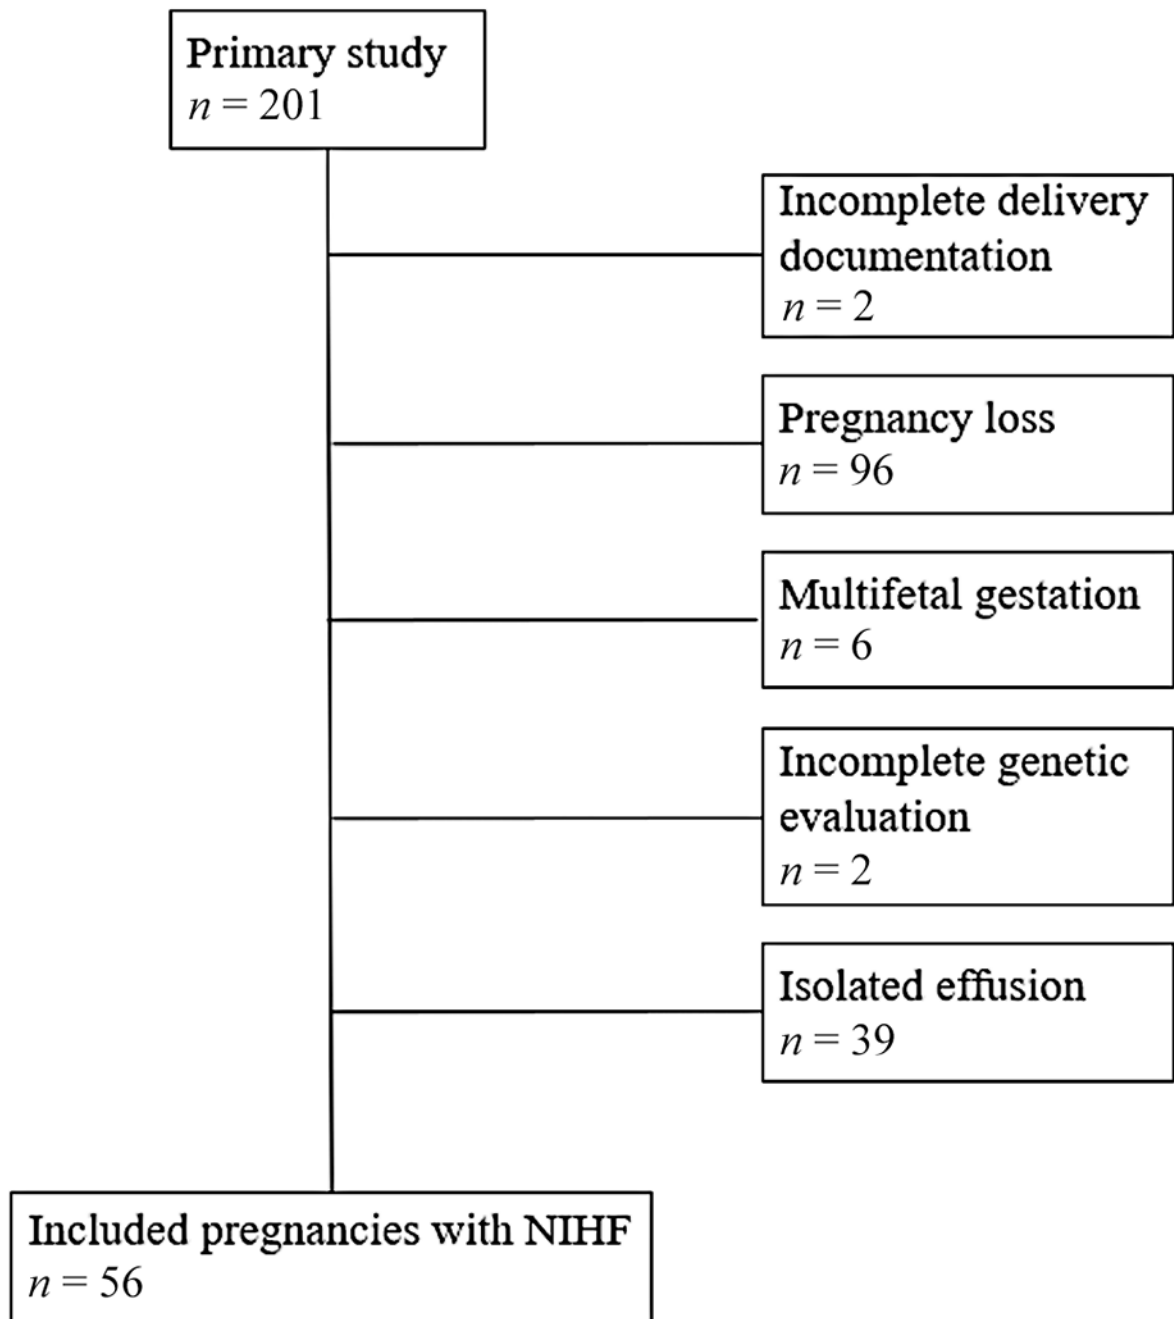 Primary study
n = 201
Incomplete delivery
documentation
n = 2
Pregnancy loss
n = 96
Multifetal gestation
n = 6
Incomplete genetic
evaluation
n = 2
Isolated effusion
n = 39
Included pregnancies with NIHF
n = 56